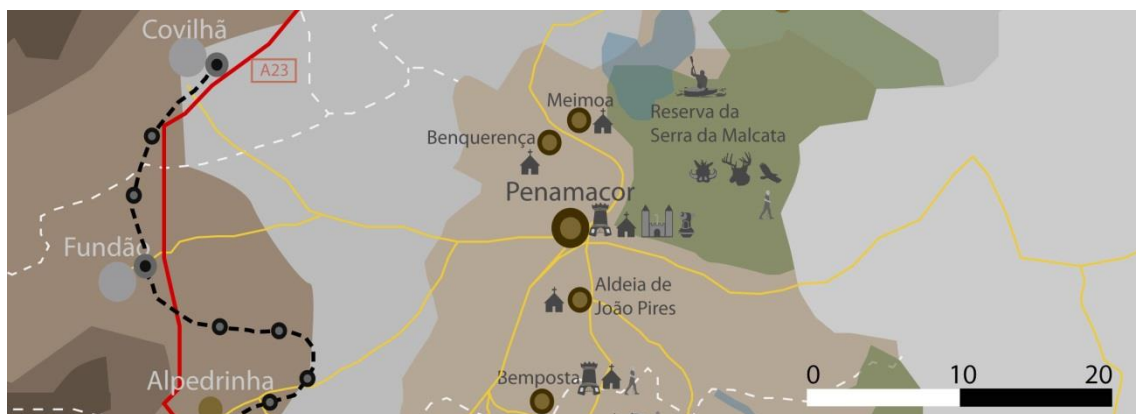 Covilhã
A23
Meimoa
Benquerença
Reserva da
Serra da Malcata
Penamacor
Fundão
Aldeia de
João Pires
Alpedrinha
Bemposta
0 10 20